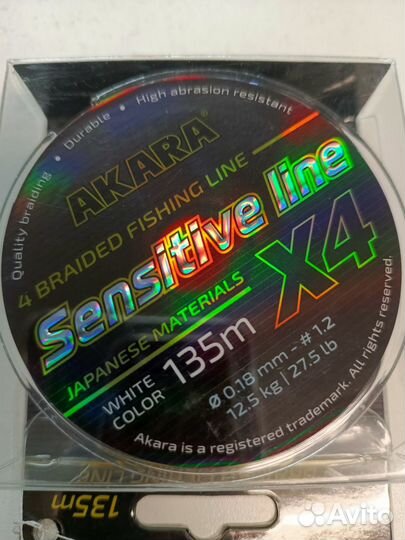 Quality braiding • Durable • High abrasion resistant
AKARA®
4 BRAIDED FISHING LINE
Sensitive line
JAPANESE MATERIALS X4
WHITE COLOR 135m
Ø 0.18 mm - # 1.2
12.5 kg | 27.5 lb
Akara is a registered trademark. All rights reserved.
135m
Avito